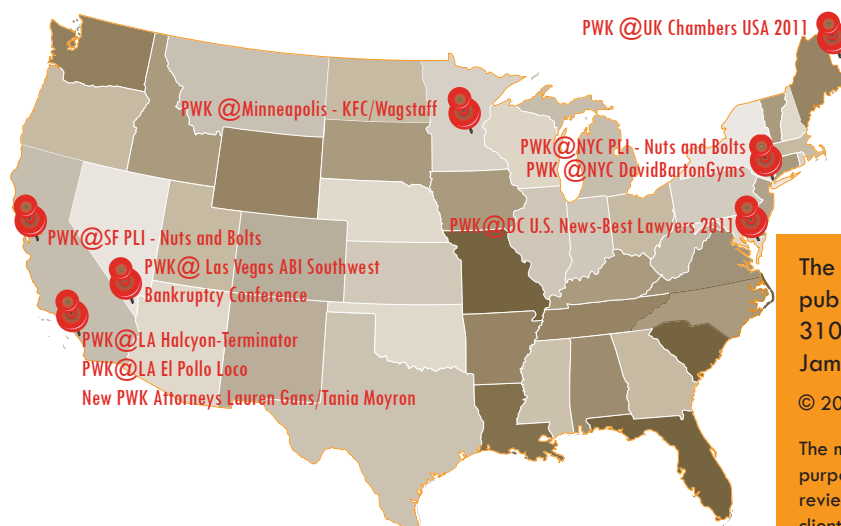 PWK @UK Chambers USA 2011
PWK @Minneapolis - KFC/Wagstaff
PWK@NYC PLI - Nuts and Bolts
PWK@NYC DavidBartonGyms
PWK@DC U.S. News-Best Lawyers 2011
PWK@SF PLI - Nuts and Bolts
PWK@ Las Vegas ABI Southwest
Bankruptcy Conference
PWK@LA Halcyon-Terminator
PWK@LA El Pollo Loco
New PWK Attorneys Lauren Gans/Tania Moyron
The
pub
310
Jam
© 20
The m
purpo
revie
client